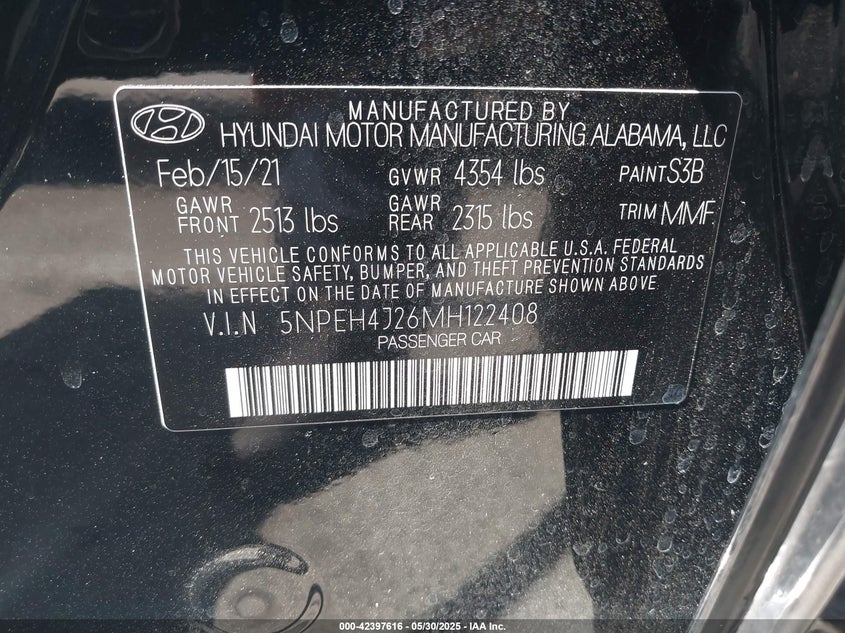 MANUFACTURED BY
HYUNDAI MOTOR MANUFACTURING ALABAMA, LLC
Feb/15/21 GVWR 4354 lbs PAINT S3B
GAWR FRONT 2513 lbs GAWR REAR 2315 lbs TRIM MMF
THIS VEHICLE CONFORMS TO ALL APPLICABLE U.S.A. FEDERAL
MOTOR VEHICLE SAFETY, BUMPER, AND THEFT PREVENTION STANDARDS
IN EFFECT ON THE DATE OF MANUFACTURE SHOWN ABOVE.
V.I.N 5NPEH4J26MH122408
PASSENGER CAR
000-42397616 - 05/30/2025 - IAA Inc.